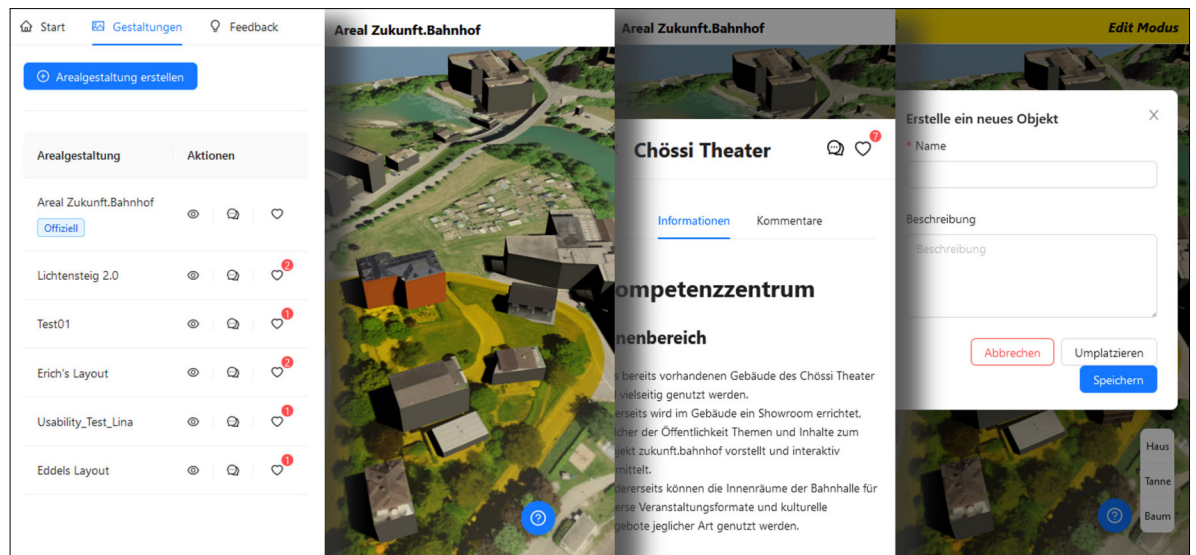 Start Gestaltungen Feedback
Arealgestaltung erstellen
Arealgestaltung Aktionen
Areal Zukunft.Bahnhof
Offiziell
Lichtensteig 2.0 2
Test01 1
Erich's Layout 2
Usability_Test_Lina 1
Eddels Layout 1
Areal Zukunft.Bahnhof
Areal Zukunft.Bahnhof
Chössi Theater 7
Informationen Kommentare
ompetenzzentrum
nenbereich
s bereits vorhandenen Gebäude des Chössi Theater
vielseitig genutzt werden.
erseits wird im Gebäude ein Showroom errichtet,
lcher der Öffentlichkeit Themen und Inhalte zum
jekt zukunft.bahnhof vorstellt und interaktiv
mittelt.
dererseits können die Innenräume der Bahnhalle für
erse Veranstaltungsformate und kulturelle
gebote jeglicher Art genutzt werden.
Edit Modus
Erstelle ein neues Objekt
* Name
Beschreibung
Beschreibung
Abbrechen Umplatzieren
Speichern
Haus
Tanne
Baum